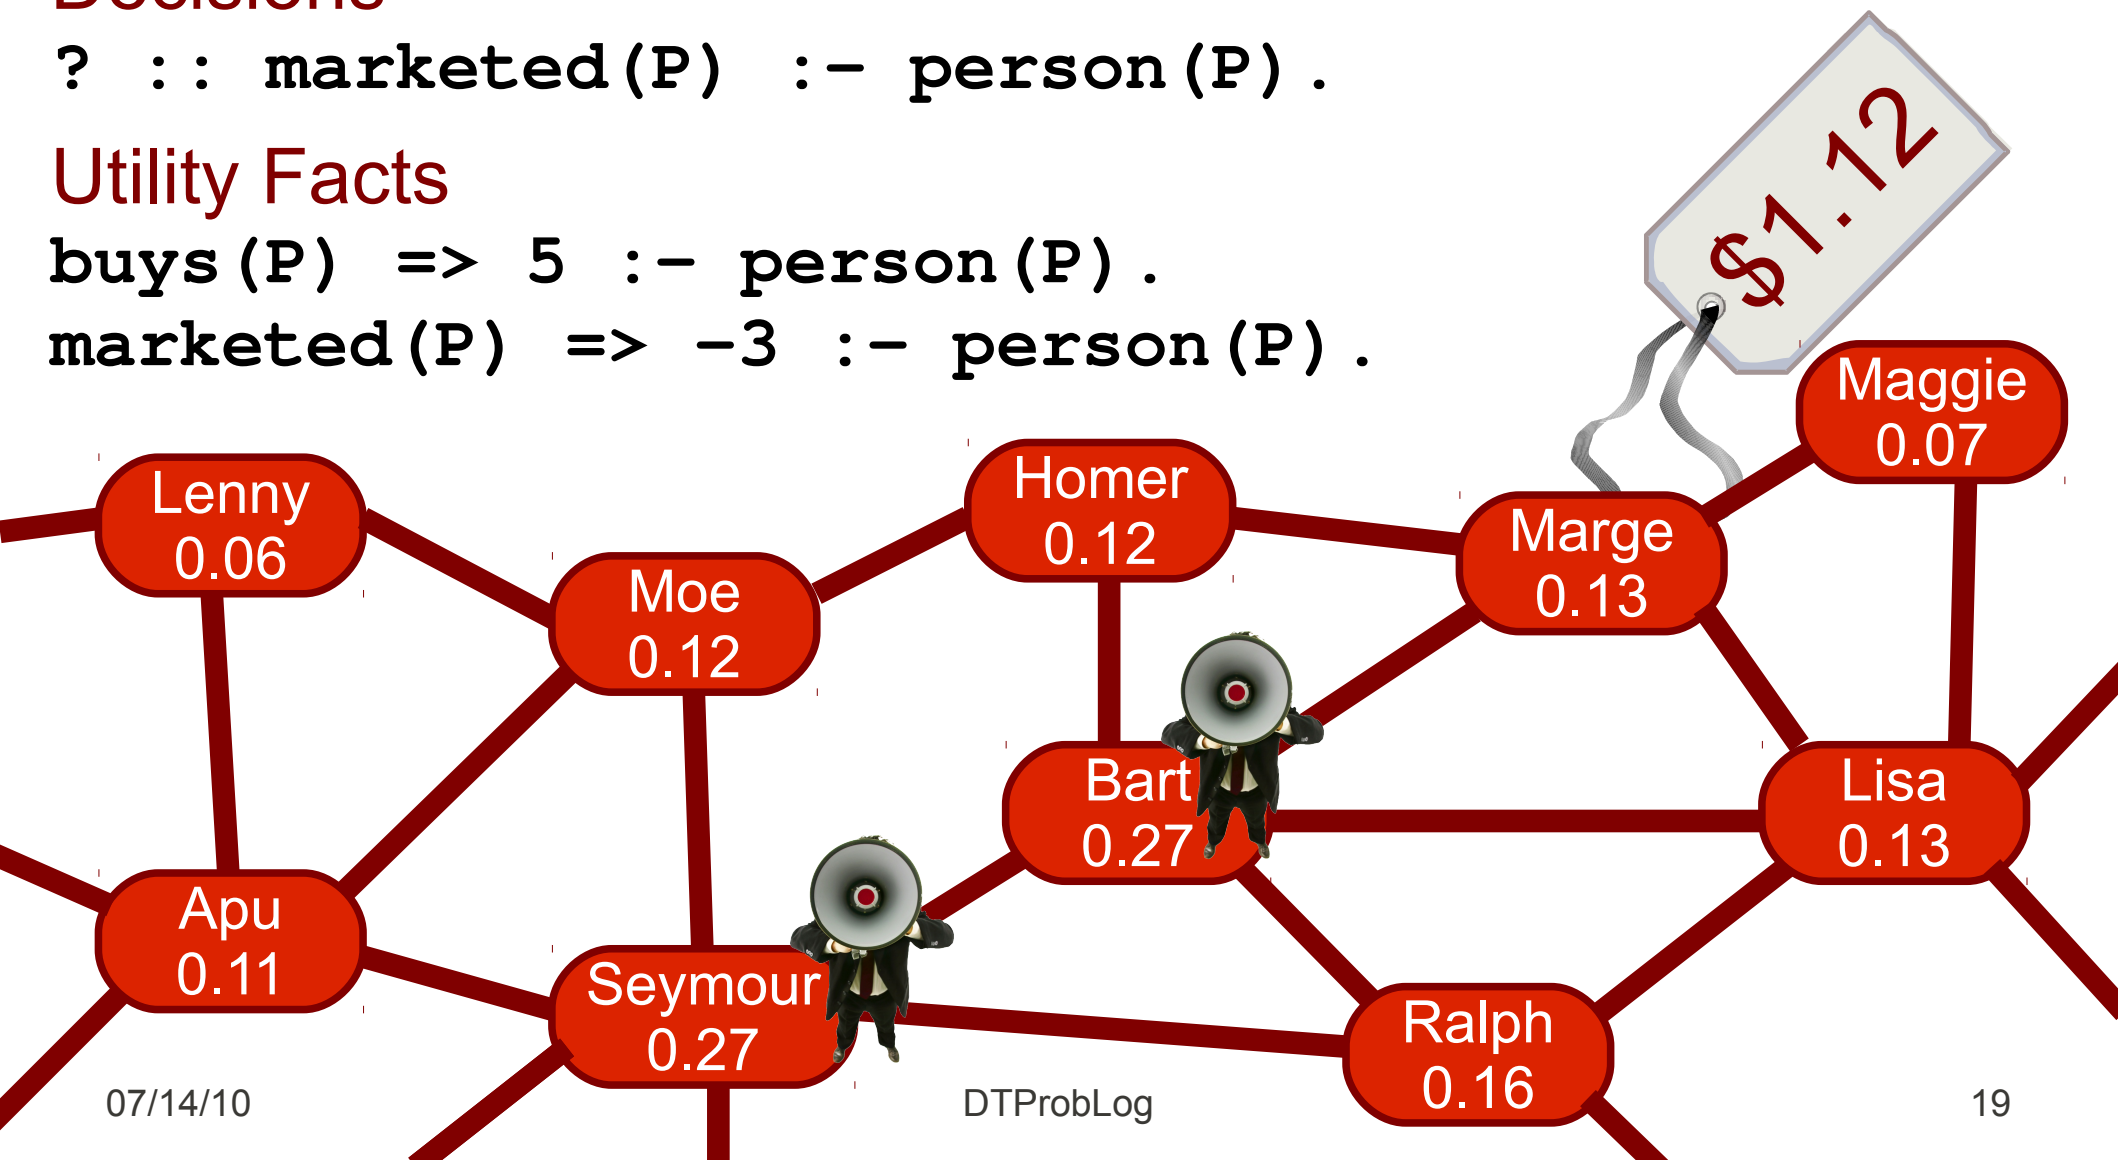 Decisions
? :: marketed(P) :- person(P).
Utility Facts
buys(P) => 5 :- person(P).
marketed(P) => -3 :- person(P).
$1.12
Maggie
0.07
Lenny
0.06
Homer
0.12
Marge
0.13
Moe
0.12
Bart
0.27
Lisa
0.13
Apu
0.11
Seymour
0.27
Ralph
0.16
07/14/10
DTProbLog
19